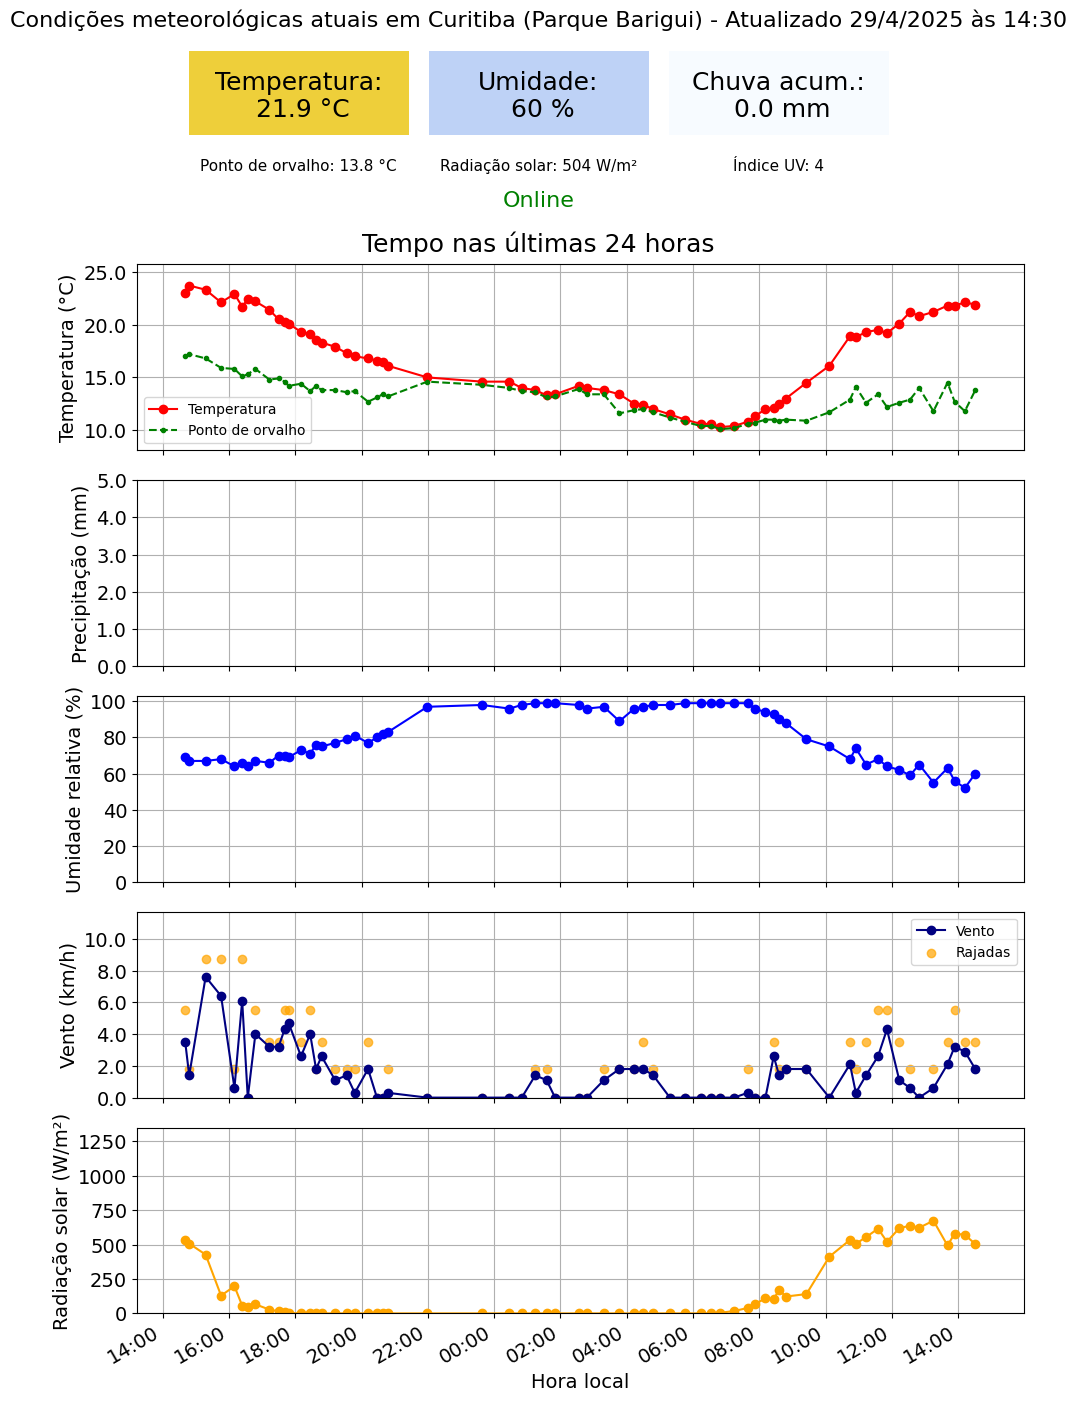 Condições meteorológicas atuais em Curitiba (Parque Barigui) - Atualizado 29/4/2025 às 14:30
Temperatura:
21.9 °C
Umidade:
60 %
Chuva acum.:
0.0 mm
Ponto de orvalho: 13.8 °C
Radiação solar: 504 W/m²
Índice UV: 4
Online
Tempo nas últimas 24 horas
Temperatura (°C)
25.0
20.0
15.0
10.0
Temperatura
Ponto de orvalho
Precipitação (mm)
5.0
4.0
3.0
2.0
1.0
0.0
Umidade relativa (%)
100
80
60
40
20
0
Vento (km/h)
10.0
8.0
6.0
4.0
2.0
0.0
Vento
Rajadas
Radiação solar (W/m²)
1250
1000
750
500
250
0
14:00
16:00
18:00
20:00
22:00
00:00
02:00
04:00
06:00
08:00
10:00
12:00
14:00
Hora local